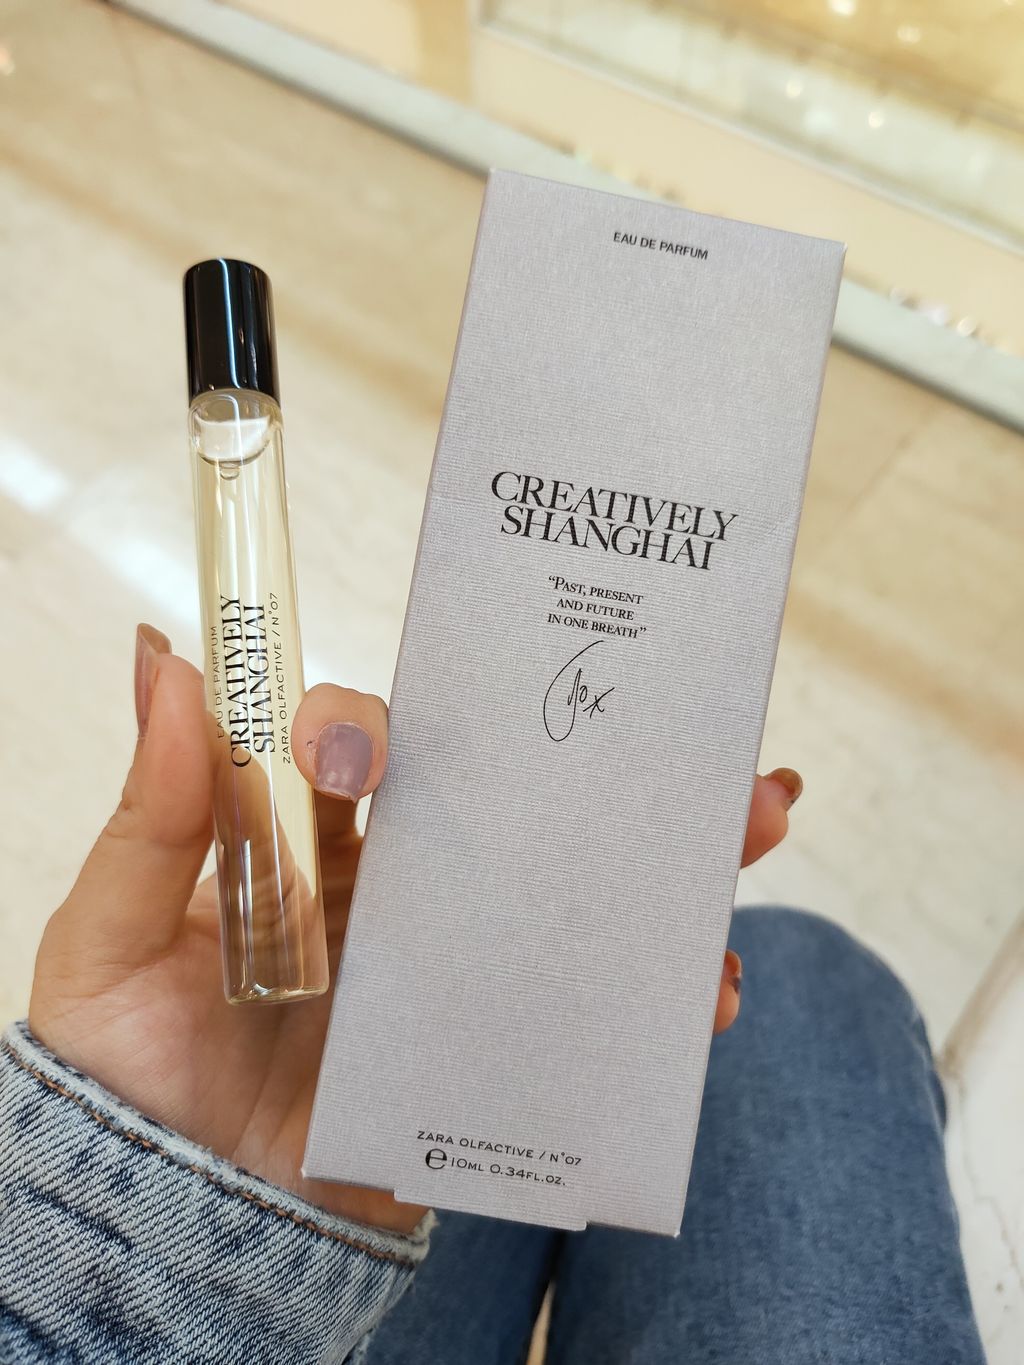 EAU DE PARFUM
CREATIVELY
SHANGHAI
"PAST, PRESENT
AND FUTURE
IN ONE BREATH"
Jo x
ZARA OLFACTIVE / N°07
℮ 10ML 0.34FL.OZ.
EAU DE PARFUM
CREATIVELY
SHANGHAI
ZARA OLFACTIVE / N°07